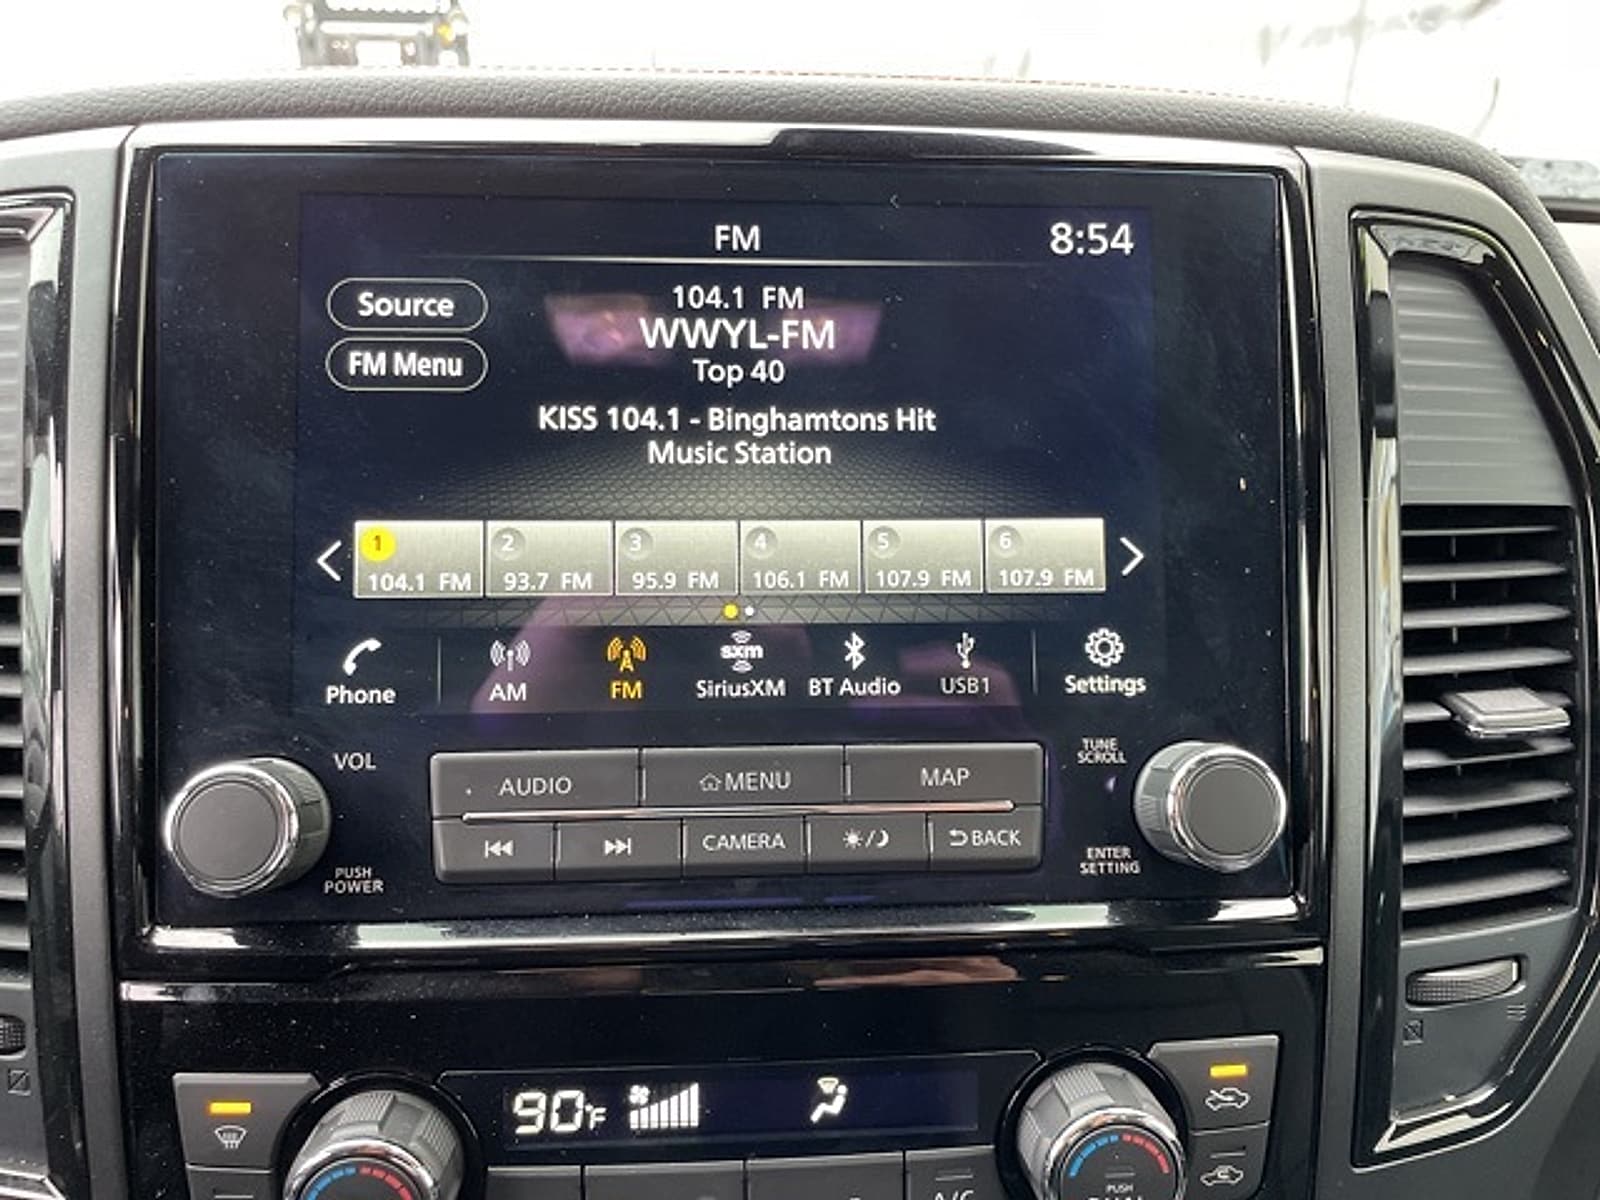 FM
8:54
Source
FM Menu
104.1 FM
WWYL-FM
Top 40
KISS 104.1 - Binghamtons Hit
Music Station
1 2 3 4 5 6
104.1 FM 93.7 FM 95.9 FM 106.1 FM 107.9 FM 107.9 FM
sxm
Phone AM FM SiriusXM BT Audio USB1 Settings
VOL
PUSH
POWER
AUDIO MENU MAP
CAMERA BACK
TUNE
SCROLL
ENTER
SETTING
90°F
A/C
PUSH